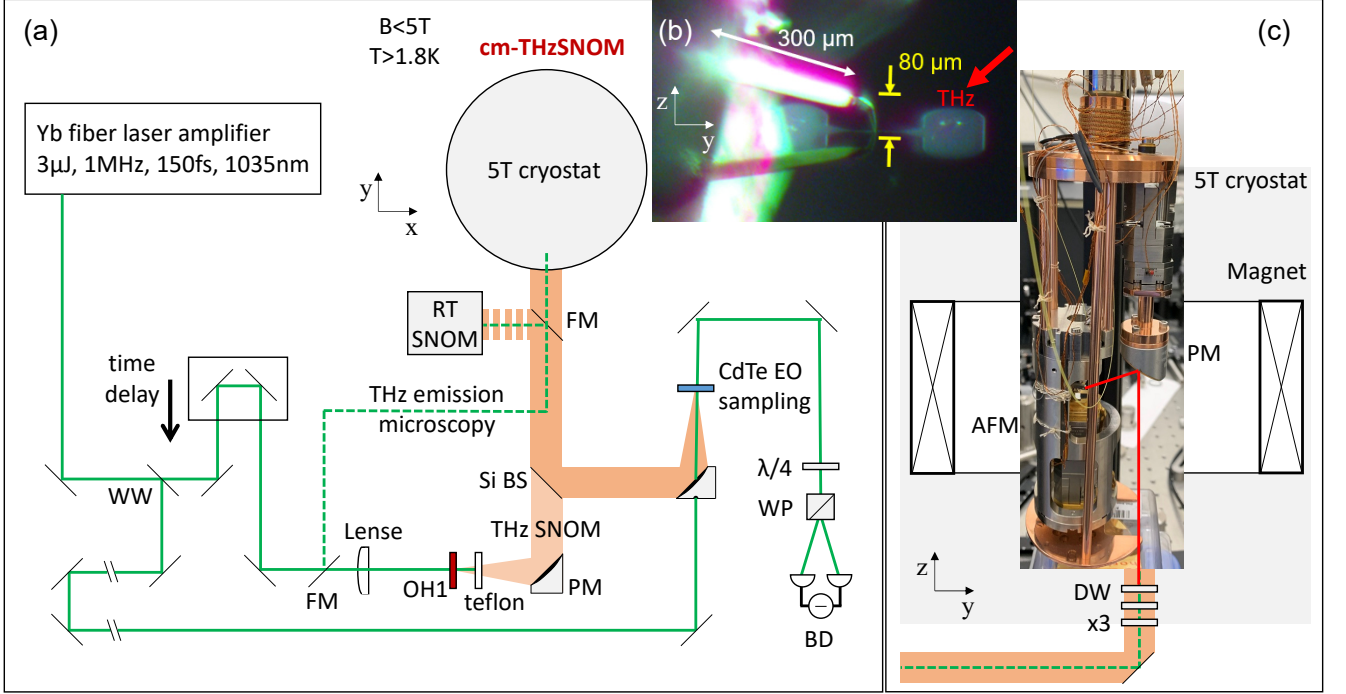 (a)
B<5T
T>1.8K
cm-THzSNOM
Yb fiber laser amplifier
3µJ, 1MHz, 150fs, 1035nm
5T cryostat
y
x
RT
SNOM
FM
time
delay
THz emission
microscopy
CdTe EO
sampling
WW
Si BS
λ/4
WP
Lense
THz SNOM
FM
OH1
teflon
PM
BD
(b)
300 µm
80 µm
THz
z
y
(c)
5T cryostat
Magnet
PM
AFM
z
y
DW
x3